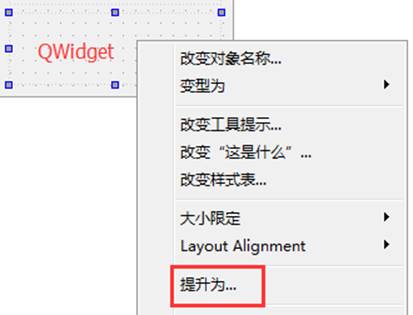 QWidget
改变对象名称...
变型为
改变工具提示...
改变“这是什么”...
改变样式表...
大小限定
Layout Alignment
提升为...